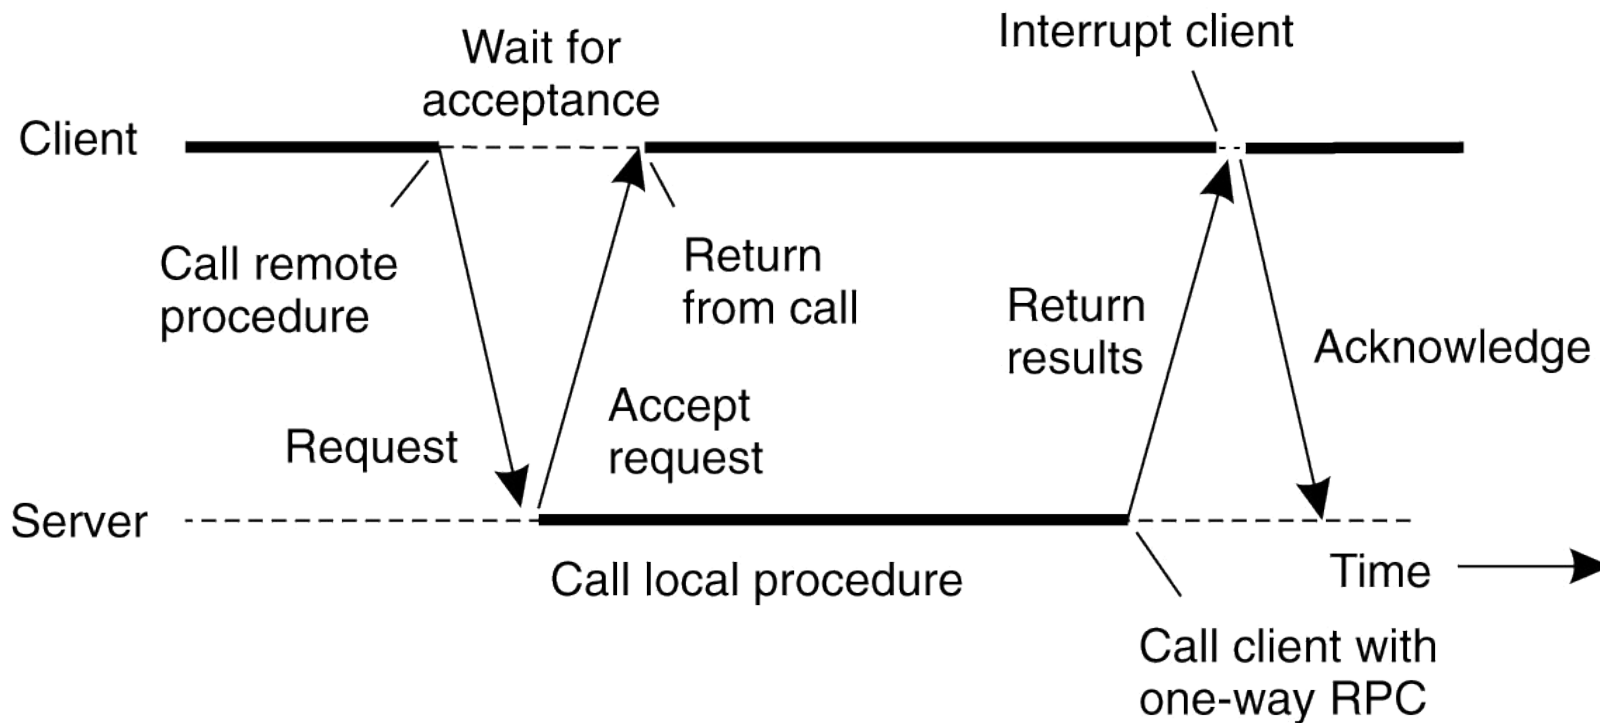 Interrupt client
Wait for
acceptance
Client
Call remote
procedure
Return
from call
Return
results
Acknowledge
Accept
request
Request
Server
Call local procedure
Time
Call client with
one-way RPC